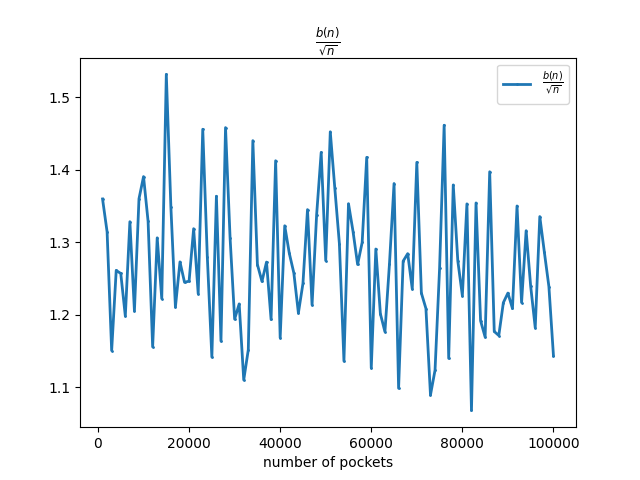 b(n)
√n
b(n)
√n
1.5
1.4
1.3
1.2
1.1
0 20000 40000 60000 80000 100000
number of pockets